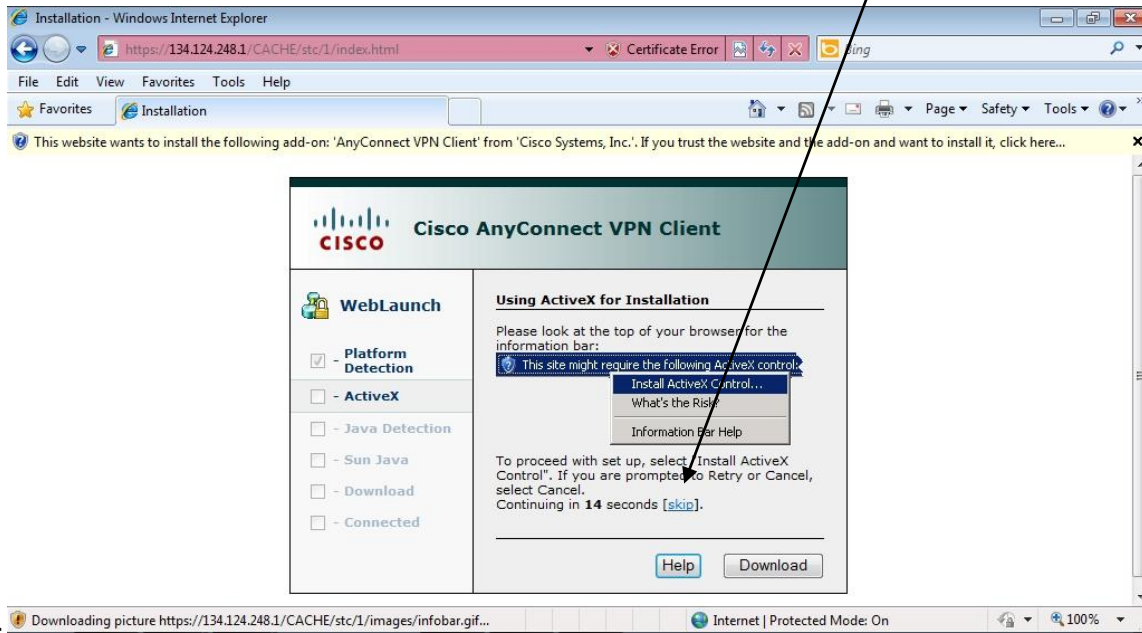 Installation - Windows Internet Explorer
https://134.124.248.1/CACHE/stc/1/index.html
Certificate Error
Bing
File Edit View Favorites Tools Help
Favorites
Installation
Page Safety Tools
This website wants to install the following add-on: 'AnyConnect VPN Client' from 'Cisco Systems, Inc.'. If you trust the website and the add-on and want to install it, click here...
CISCO
Cisco AnyConnect VPN Client
WebLaunch
- Platform
Detection
- ActiveX
- Java Detection
- Sun Java
- Download
- Connected
Using ActiveX for Installation
Please look at the top of your browser for the
information bar:
This site might require the following ActiveX control:
Install ActiveX Control...
What's the Risk?
Information Bar Help
To proceed with set up, select "Install ActiveX
Control". If you are prompted to Retry or Cancel,
select Cancel.
Continuing in 14 seconds [skip].
Help
Download
Downloading picture https://134.124.248.1/CACHE/stc/1/images/infobar.gif...
Internet | Protected Mode: On
100%